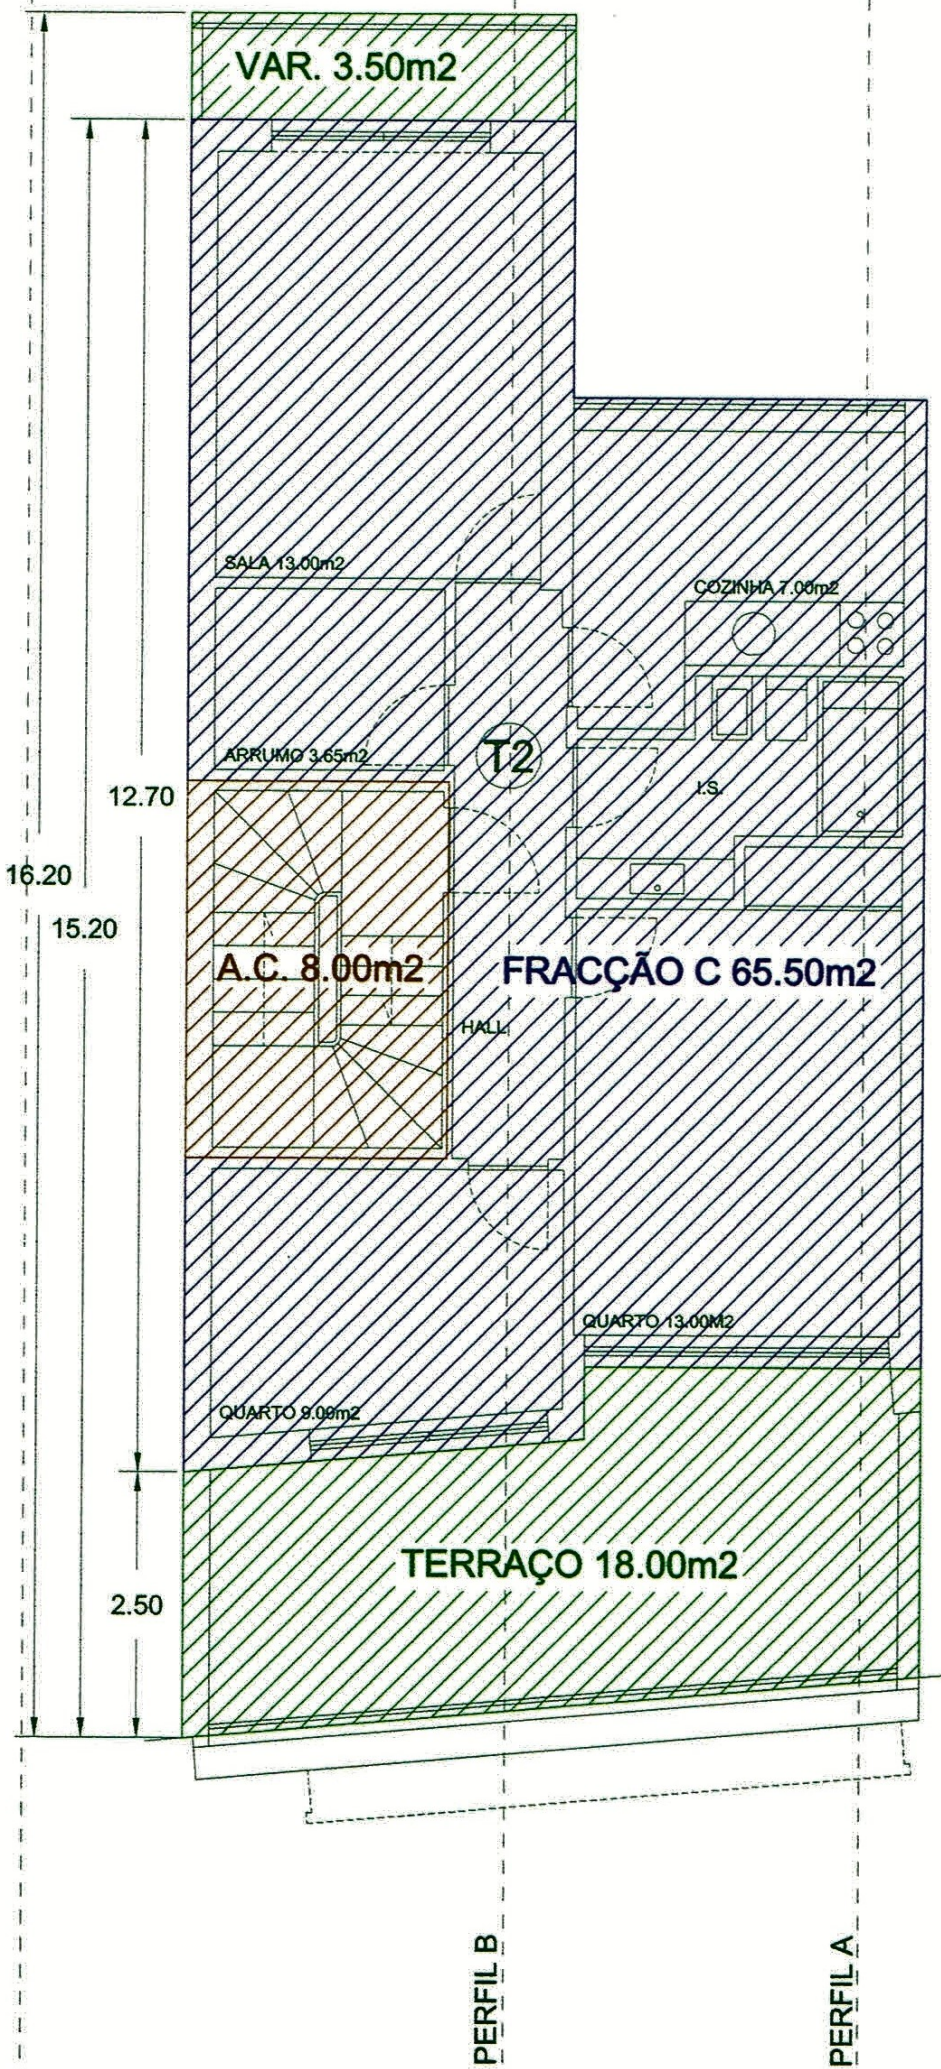 VAR. 3.50m2
SALA 13.00m2
COZINHA 7.00m2
ARRUMO 3.65m2
T2
I.S.
12.70
16.20
15.20
A.C. 8.00m2
FRACÇÃO C 65.50m2
HALL
QUARTO 13.00M2
QUARTO 9.00m2
TERRAÇO 18.00m2
2.50
PERFIL B
PERFIL A